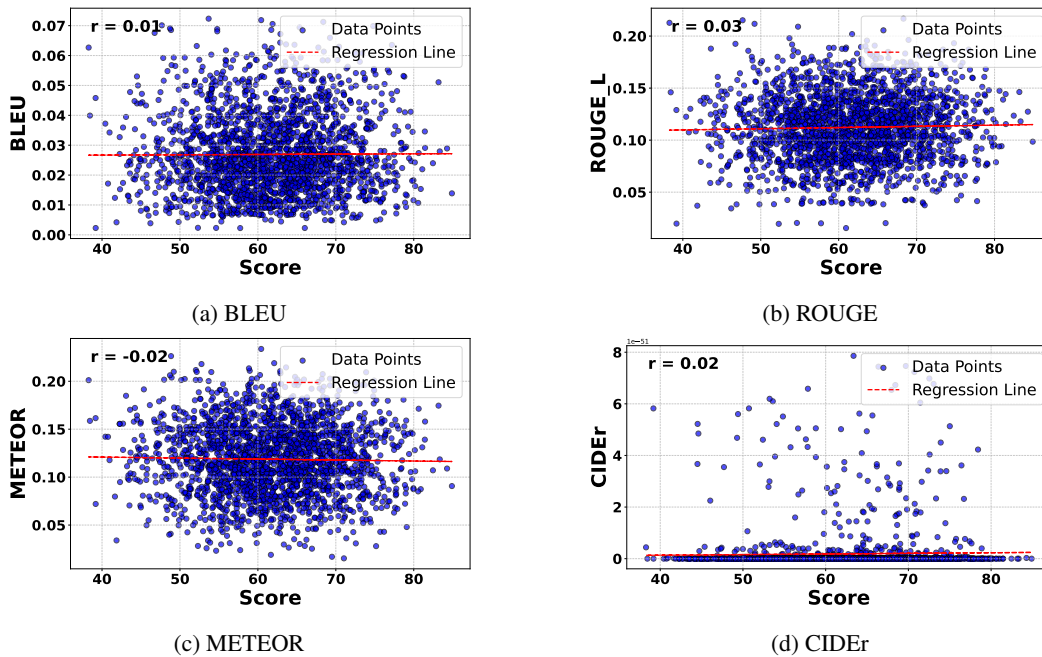 r = 0.01
Data Points
Regression Line
0.07
0.06
0.05
0.04
0.03
0.02
0.01
0.00
BLEU
40 50 60 70 80
Score
(a) BLEU
r = 0.03
Data Points
Regression Line
0.20
0.15
0.10
0.05
ROUGE_L
40 50 60 70 80
Score
(b) ROUGE
r = -0.02
Data Points
Regression Line
0.20
0.15
0.10
0.05
METEOR
40 50 60 70 80
Score
(c) METEOR
1e−51
r = 0.02
Data Points
Regression Line
8
6
4
2
0
CIDEr
40 50 60 70 80
Score
(d) CIDEr